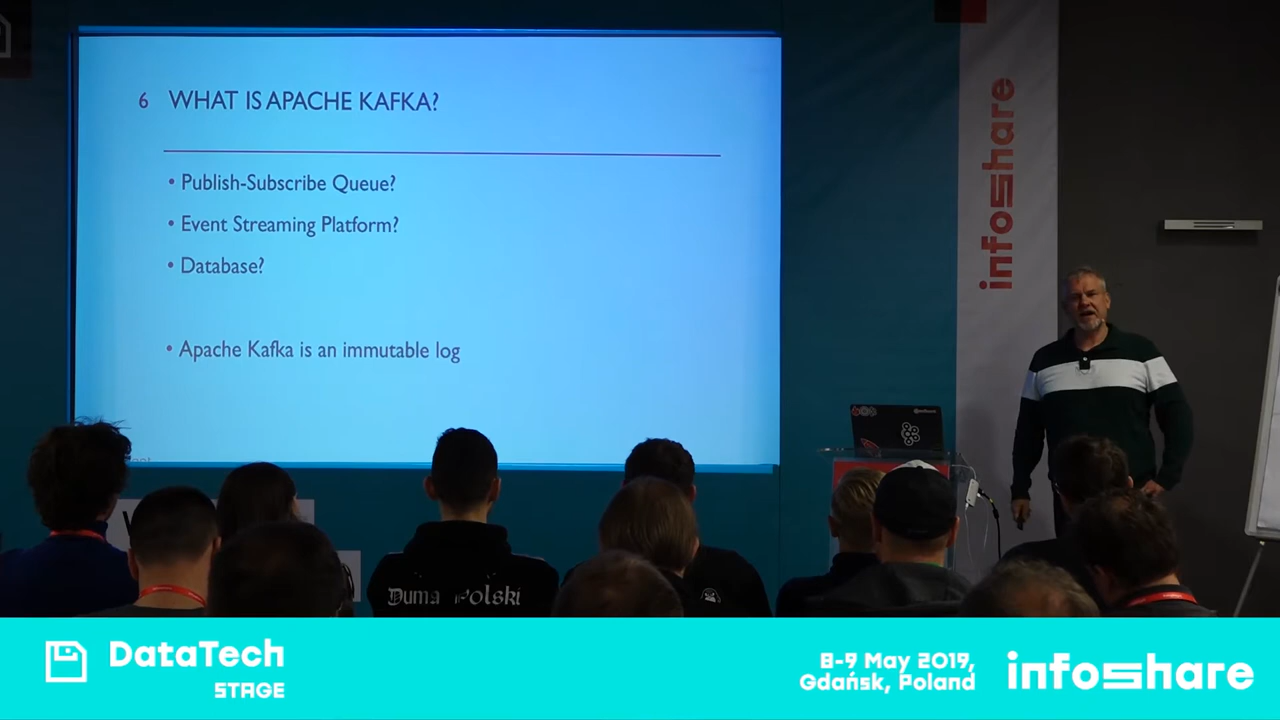 6 WHAT IS APACHE KAFKA?
• Publish-Subscribe Queue?
• Event Streaming Platform?
• Database?
• Apache Kafka is an immutable log
infoshare
Duma Polski
DataTech
STAGE
8-9 May 2019,
Gdańsk, Poland
infoshare